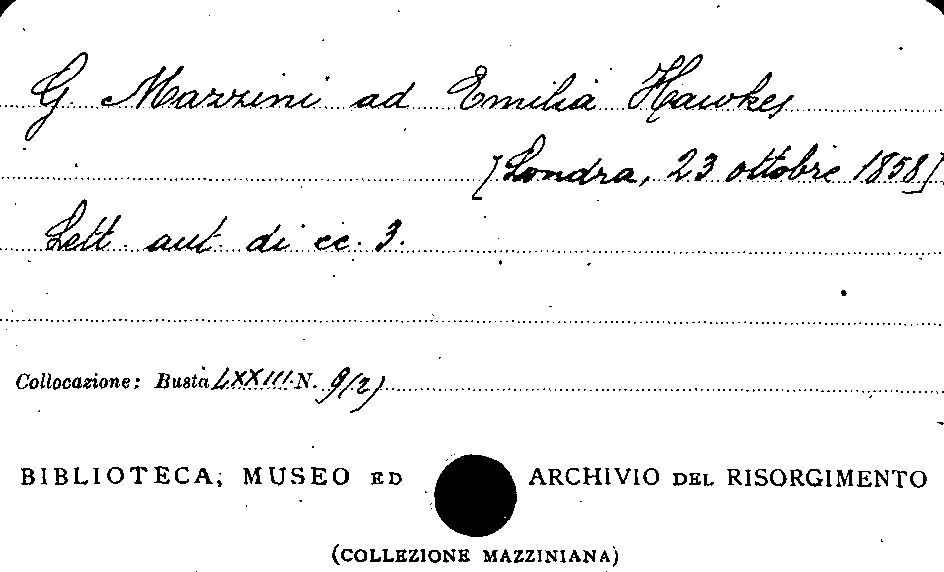 G. Mazzini ad Emilia Hawkes
[Londra, 23 ottobre 1858]
Lett. aut. di cc. 3.
Collocazione: Busta LXXIII N. 9(2)
BIBLIOTECA, MUSEO ED ARCHIVIO DEL RISORGIMENTO
(COLLEZIONE MAZZINIANA)